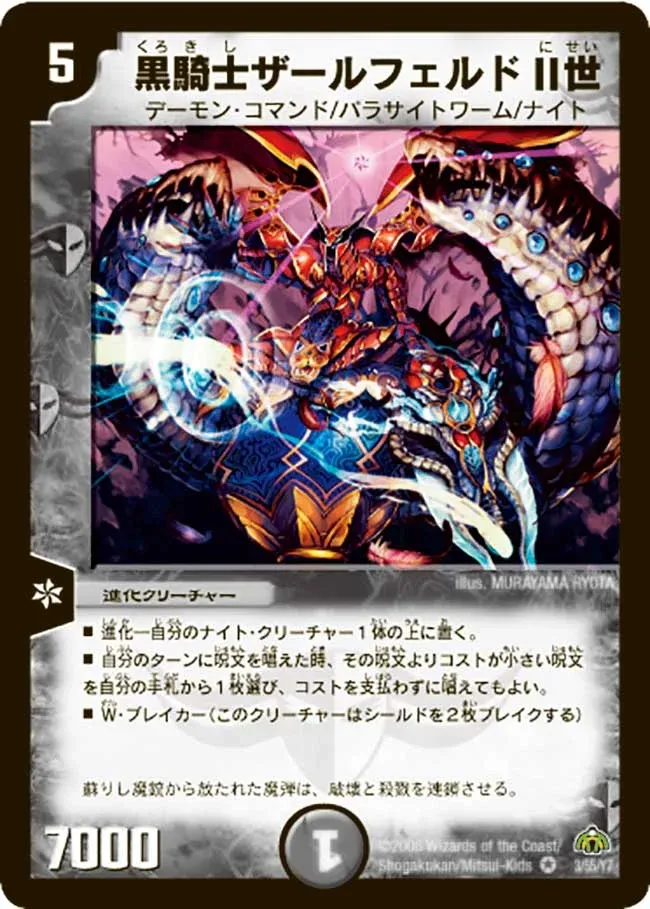 5
くろきし にせい
黒騎士ザールフェルドII世
デーモン・コマンド/パラサイトワーム/ナイト
illus. MURAYAMA RYOTA
進化クリーチャー
■ 進化─自分のナイト・クリーチャー1体の上に置く。
■ 自分のターンに呪文を唱えた時、その呪文よりコストが小さい呪文
を自分の手札から1枚選び、コストを支払わずに唱えてもよい。
■ W・ブレイカー(このクリーチャーはシールドを2枚ブレイクする)
蘇りし魔鏡から放たれた魔弾は、破壊と殺戮を連鎖させる。
7000
1
©2008 Wizards of the Coast/
Shogakukan/Mitsui-Kids
3/55/Y7